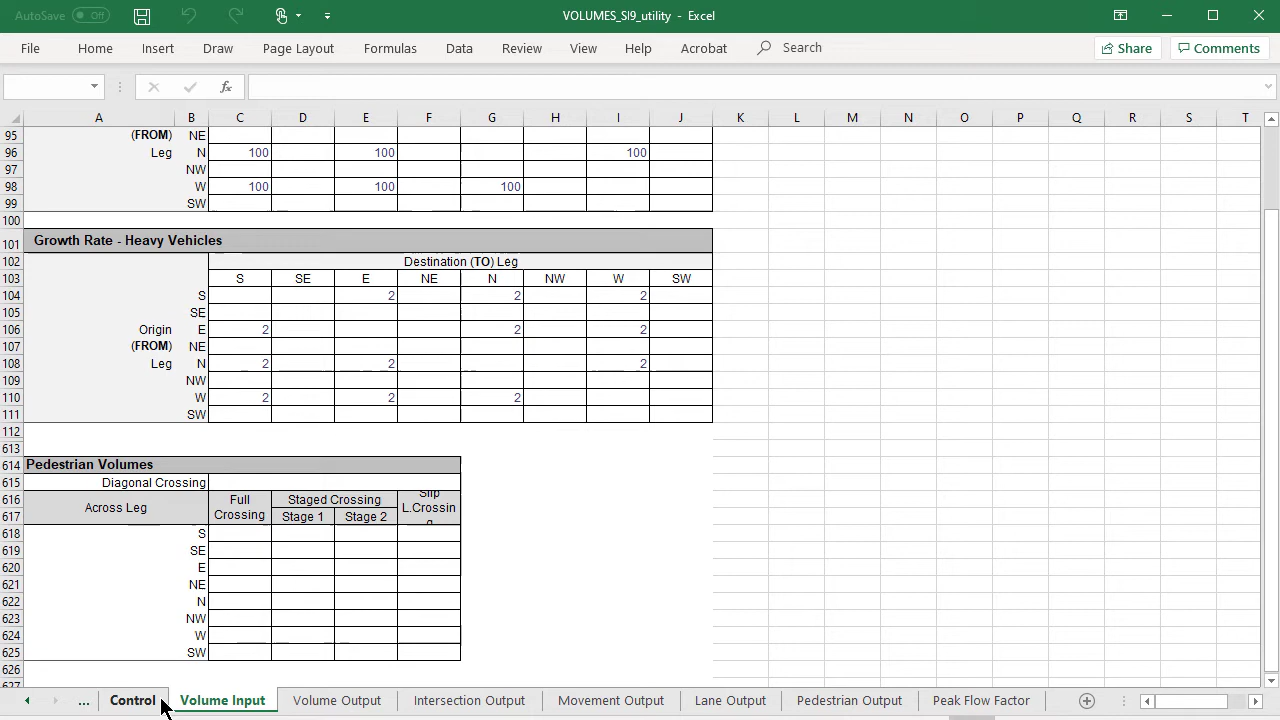 AutoSave Off VOLUMES_SI9_utility - Excel
File Home Insert Draw Page Layout Formulas Data Review View Help Acrobat Search Share Comments
fx
A B C D E F G H I J K L M N O P Q R S T
95 (FROM) NE
96 Leg N 100 100 100
97 NW
98 W 100 100 100
99 SW
100
101 Growth Rate - Heavy Vehicles
102 Destination (TO) Leg
103 S SE E NE N NW W SW
104 S 2 2 2
105 SE
106 Origin E 2 2 2
107 (FROM) NE
108 Leg N 2 2 2
109 NW
110 W 2 2 2
111 SW
112
613
614 Pedestrian Volumes
615 Diagonal Crossing
616 Across Leg Full Crossing Staged Crossing Slip L.Crossin g
617 Stage 1 Stage 2
618 S
619 SE
620 E
621 NE
622 N
623 NW
624 W
625 SW
626
627
... Control Volume Input Volume Output Intersection Output Movement Output Lane Output Pedestrian Output Peak Flow Factor